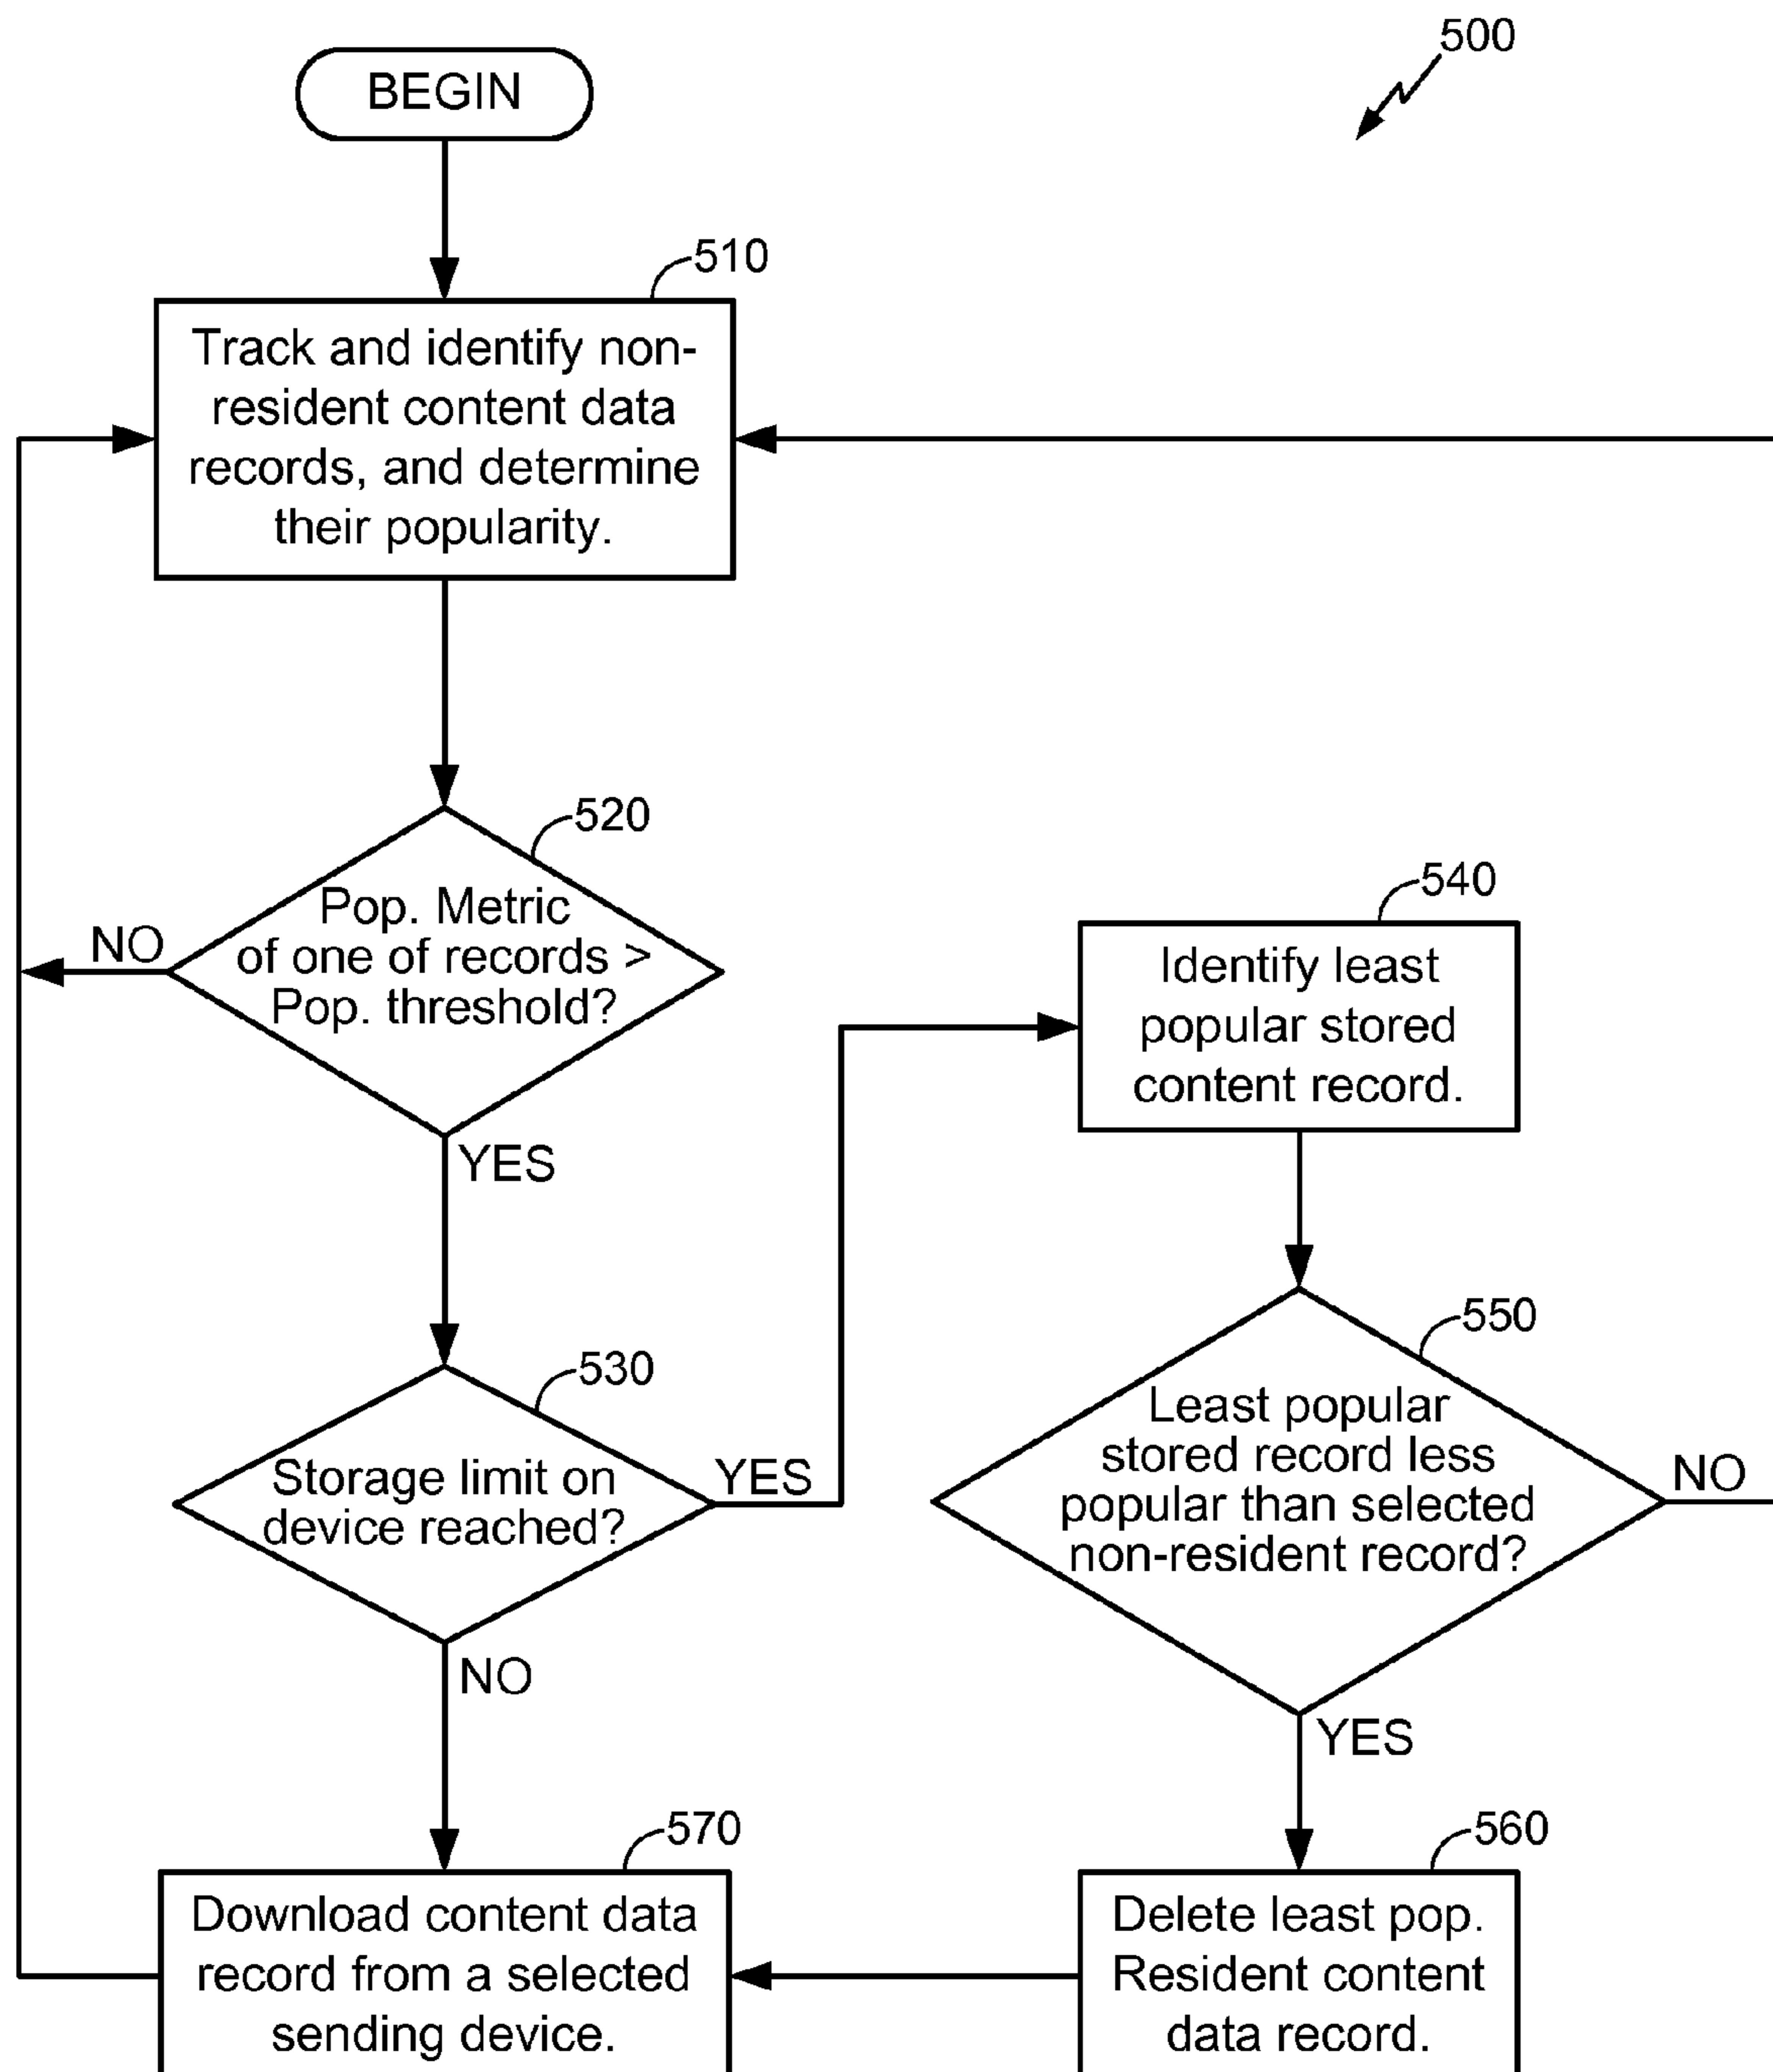 500
BEGIN
510
Track and identify non-
resident content data
records, and determine
their popularity.
520
Pop. Metric
of one of records >
Pop. threshold?
NO
YES
530
Storage limit on
device reached?
YES
NO
540
Identify least
popular stored
content record.
550
Least popular
stored record less
popular than selected
non-resident record?
NO
YES
560
Delete least pop.
Resident content
data record.
570
Download content data
record from a selected
sending device.